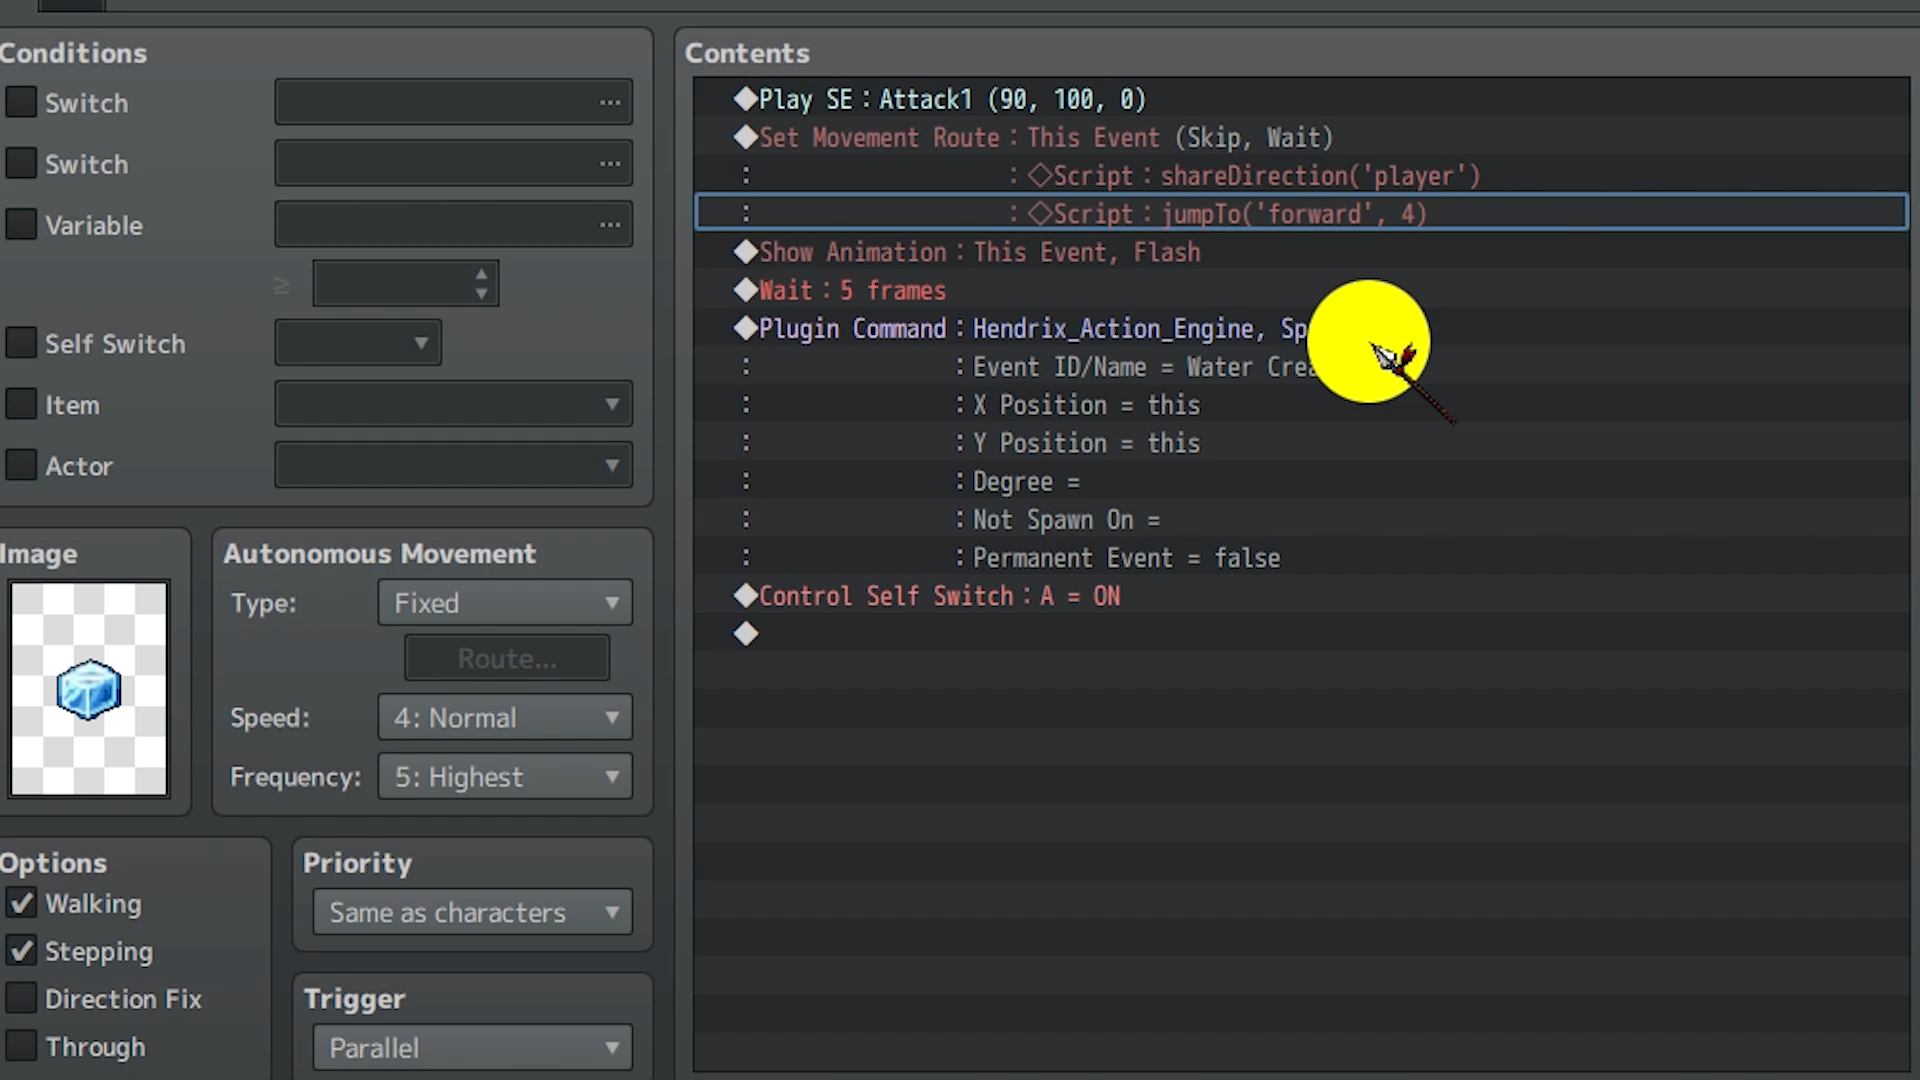 Conditions
Switch ...
Switch ...
Variable ...
≥
Self Switch
Item
Actor
Image
Autonomous Movement
Type: Fixed
Route...
Speed: 4: Normal
Frequency: 5: Highest
Options
Walking
Stepping
Direction Fix
Through
Priority
Same as characters
Trigger
Parallel
Contents
◆Play SE : Attack1 (90, 100, 0)
◆Set Movement Route : This Event (Skip, Wait)
: : ◇Script : shareDirection('player')
: : ◇Script : jumpTo('forward', 4)
◆Show Animation : This Event, Flash
◆Wait : 5 frames
◆Plugin Command : Hendrix_Action_Engine,
: : Event ID/Name = Water
: : X Position = this
: : Y Position = this
: : Degree =
: : Not Spawn On =
: : Permanent Event = false
◆Control Self Switch : A = ON
◆